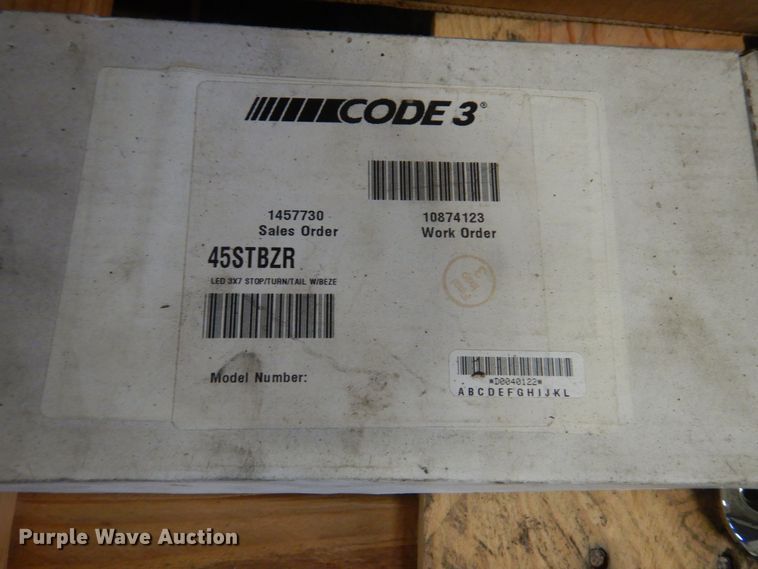 CODE 3®
1457730
Sales Order
10874123
Work Order
45STBZR
LED 3X7 STOP/TURN/TAIL W/BEZE
Model Number:
*D0040122*
ABCDEFGHIJKL
Purple Wave Auction